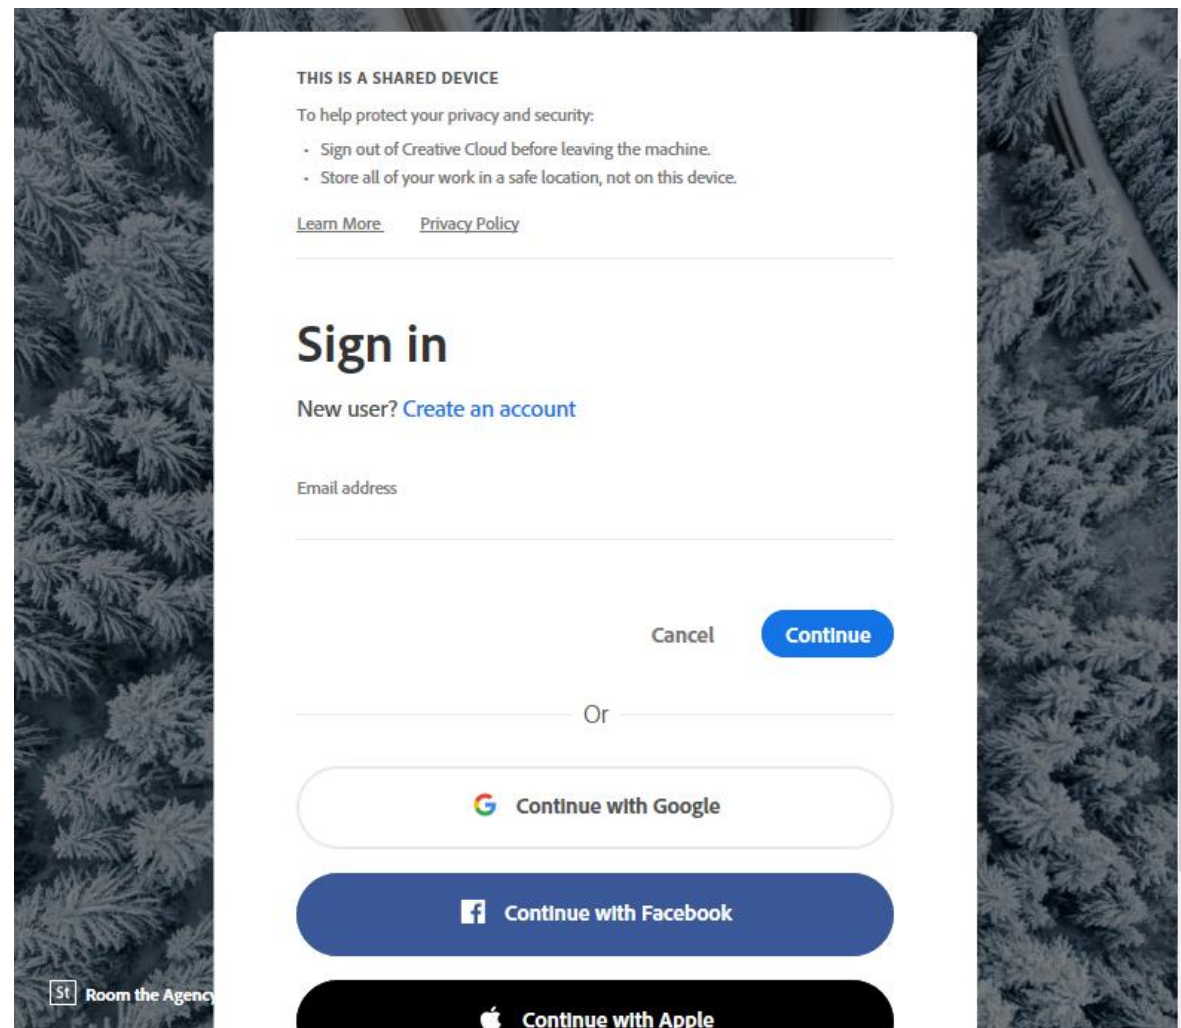 THIS IS A SHARED DEVICE
To help protect your privacy and security:
· Sign out of Creative Cloud before leaving the machine.
· Store all of your work in a safe location, not on this device.
Learn More Privacy Policy
Sign in
New user? Create an account
Email address
Cancel Continue
Or
Continue with Google
Continue with Facebook
St Room the Agency
Continue with Apple